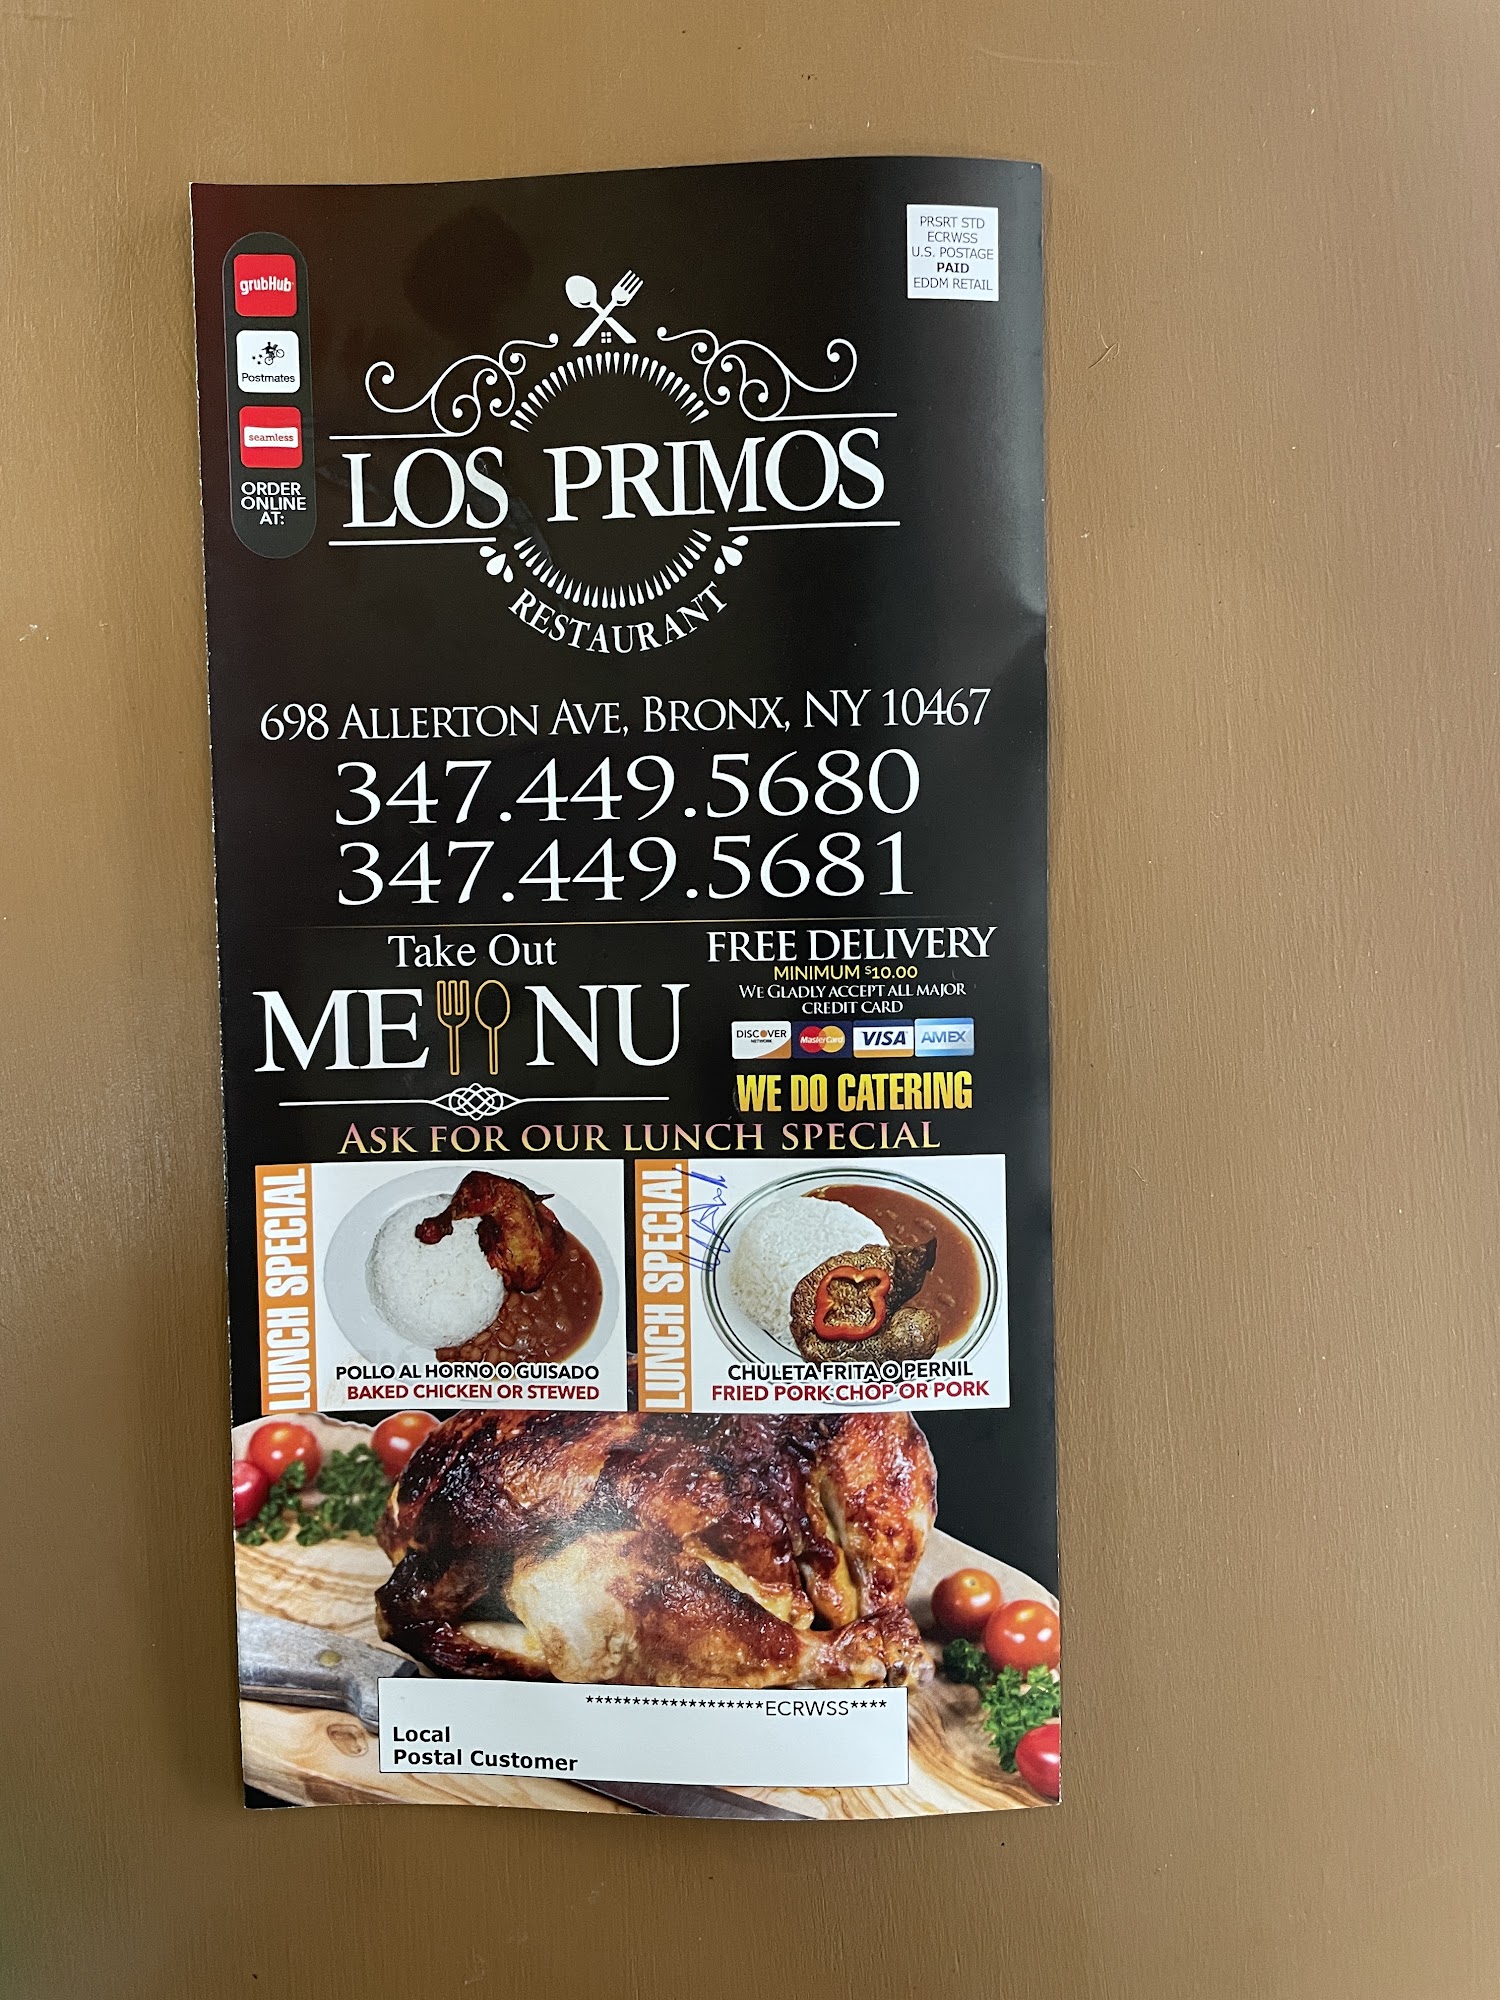 PRSRT STD
ECRWSS
U.S. POSTAGE
PAID
EDDM RETAIL
grubHub
Postmates
seamless
ORDER
ONLINE
AT:
LOS PRIMOS
RESTAURANT
698 ALLERTON AVE, BRONX, NY 10467
347.449.5680
347.449.5681
Take Out
MENU
FREE DELIVERY
MINIMUM $10.00
WE GLADLY ACCEPT ALL MAJOR
CREDIT CARD
DISCOVER
NETWORK
MasterCard
VISA
AMEX
WE DO CATERING
ASK FOR OUR LUNCH SPECIAL
LUNCH SPECIAL
POLLO AL HORNO O GUISADO
BAKED CHICKEN OR STEWED
LUNCH SPECIAL
CHULETA FRITA O PERNIL
FRIED PORK CHOP OR PORK
*******************ECRWSS****
Local
Postal Customer